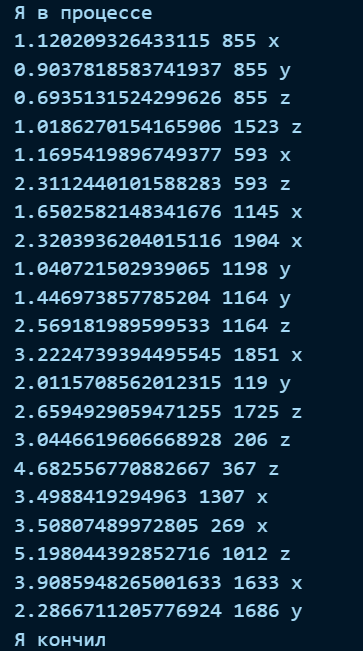 Я в процессе
1.120209326433115 855 x
0.9037818583741937 855 y
0.6935131524299626 855 z
1.0186270154165906 1523 z
1.1695419896749377 593 x
2.3112440101588283 593 z
1.6502582148341676 1145 x
2.3203936204015116 1904 x
1.040721502939065 1198 y
1.446973857785204 1164 y
2.569181989599533 1164 z
3.2224739394495545 1851 x
2.0115708562012315 119 y
2.6594929059471255 1725 z
3.0446619606668928 206 z
4.682556770882667 367 z
3.4988419294963 1307 x
3.50807489972805 269 x
5.198044392852716 1012 z
3.9085948265001633 1633 x
2.2866711205776924 1686 y
Я кончил